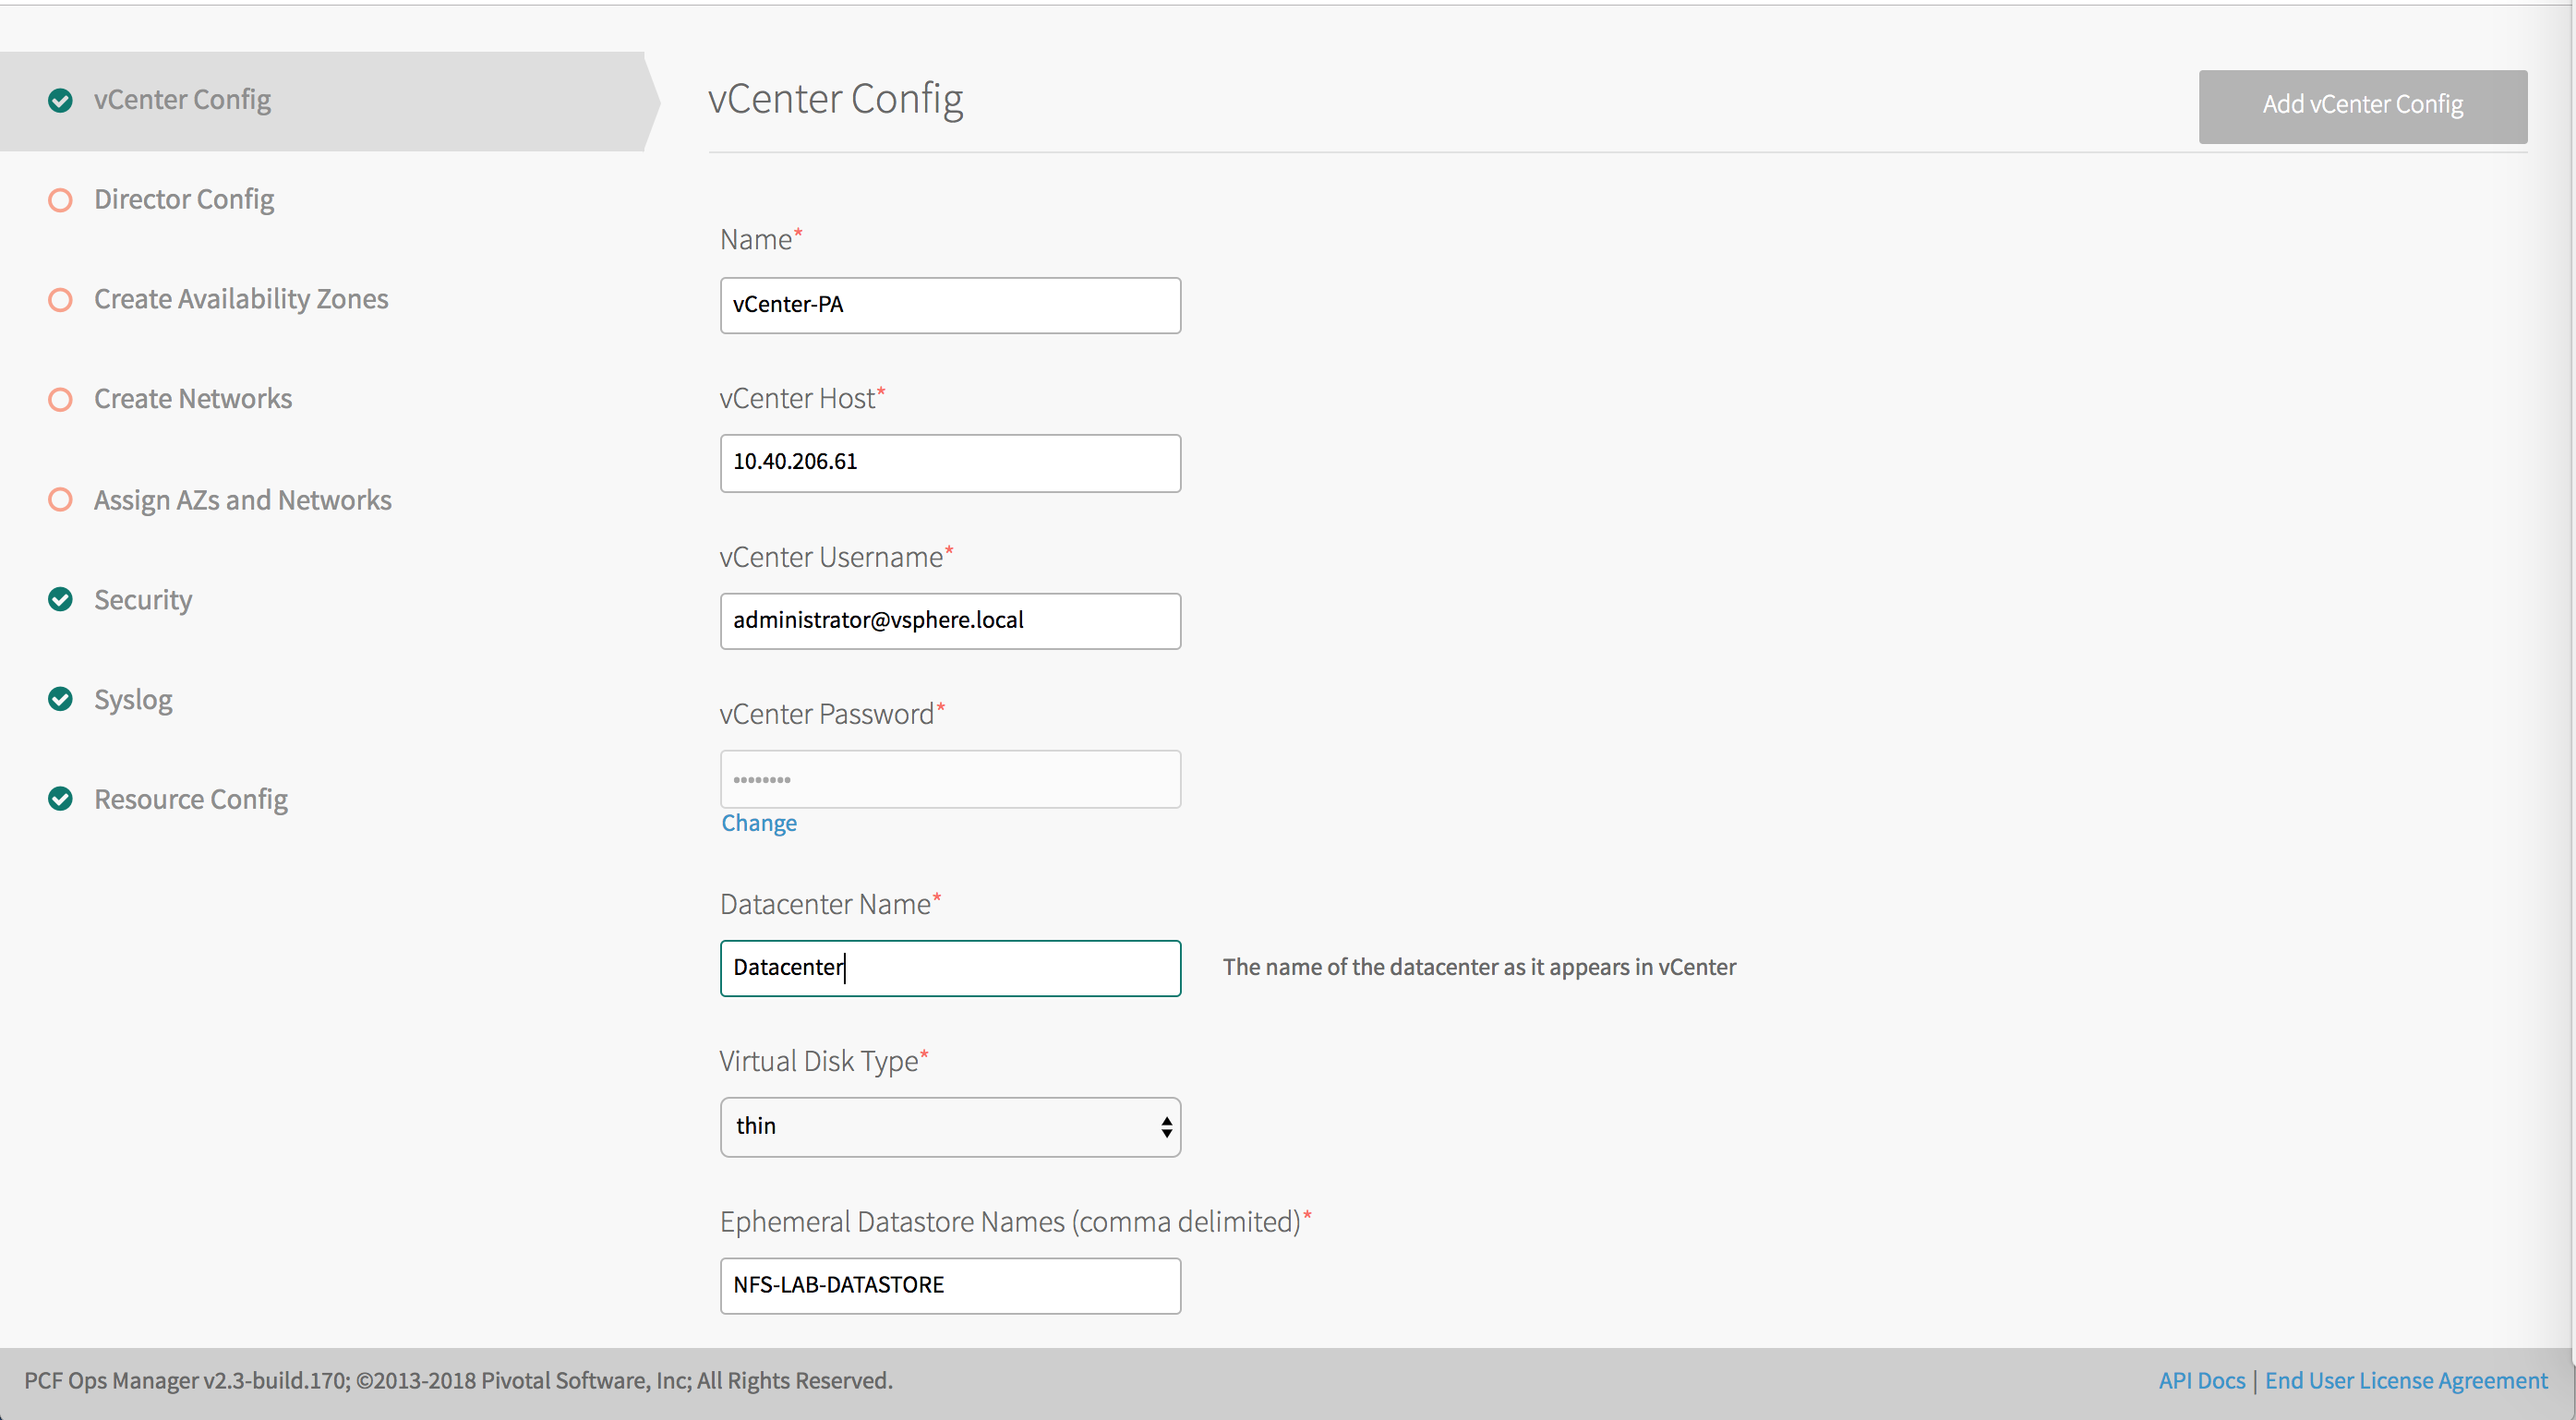 vCenter Config
Director Config
Create Availability Zones
Create Networks
Assign AZs and Networks
Security
Syslog
Resource Config
vCenter Config
Add vCenter Config
Name*
vCenter-PA
vCenter Host*
10.40.206.61
vCenter Username*
administrator@vsphere.local
vCenter Password*
••••••••
Change
Datacenter Name*
Datacenter
The name of the datacenter as it appears in vCenter
Virtual Disk Type*
thin
Ephemeral Datastore Names (comma delimited)*
NFS-LAB-DATASTORE
PCF Ops Manager v2.3-build.170; ©2013-2018 Pivotal Software, Inc; All Rights Reserved.
API Docs | End User License Agreement